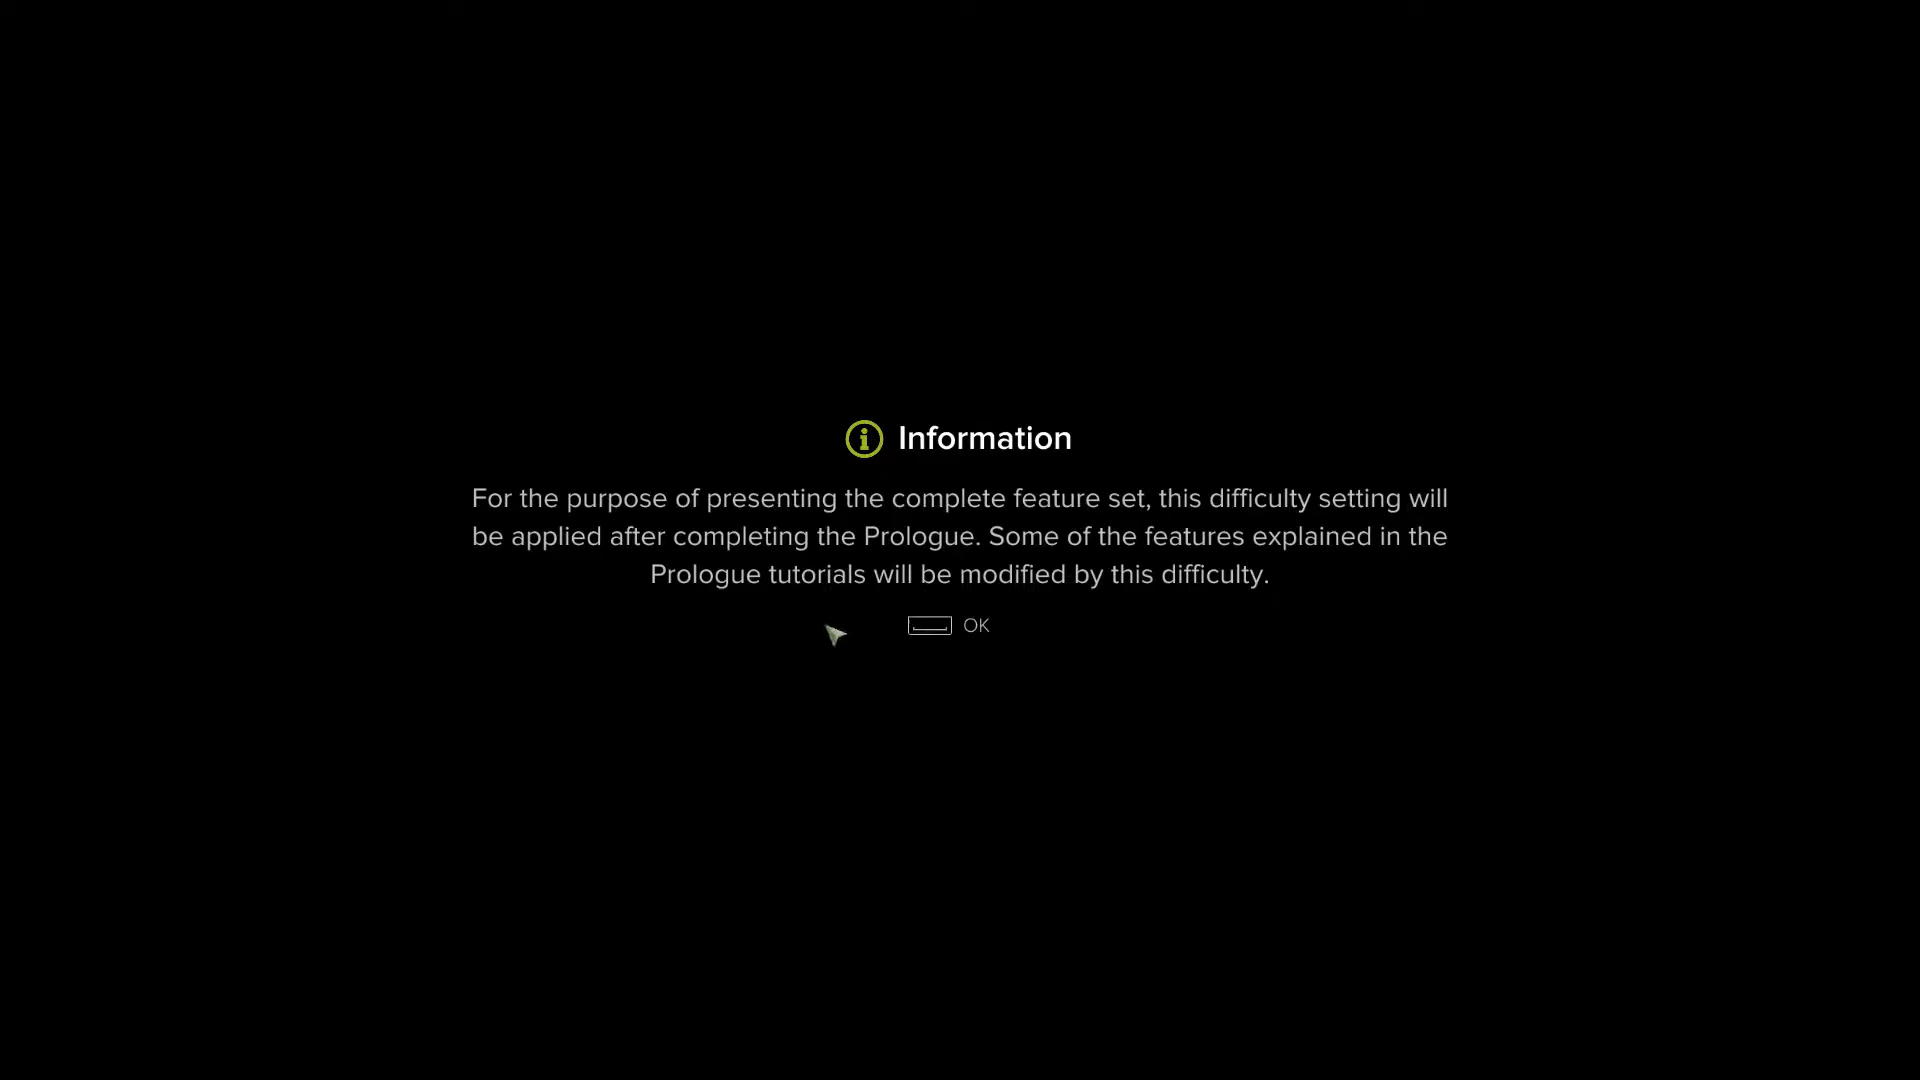 Information
For the purpose of presenting the complete feature set, this difficulty setting will
be applied after completing the Prologue. Some of the features explained in the
Prologue tutorials will be modified by this difficulty.
OK